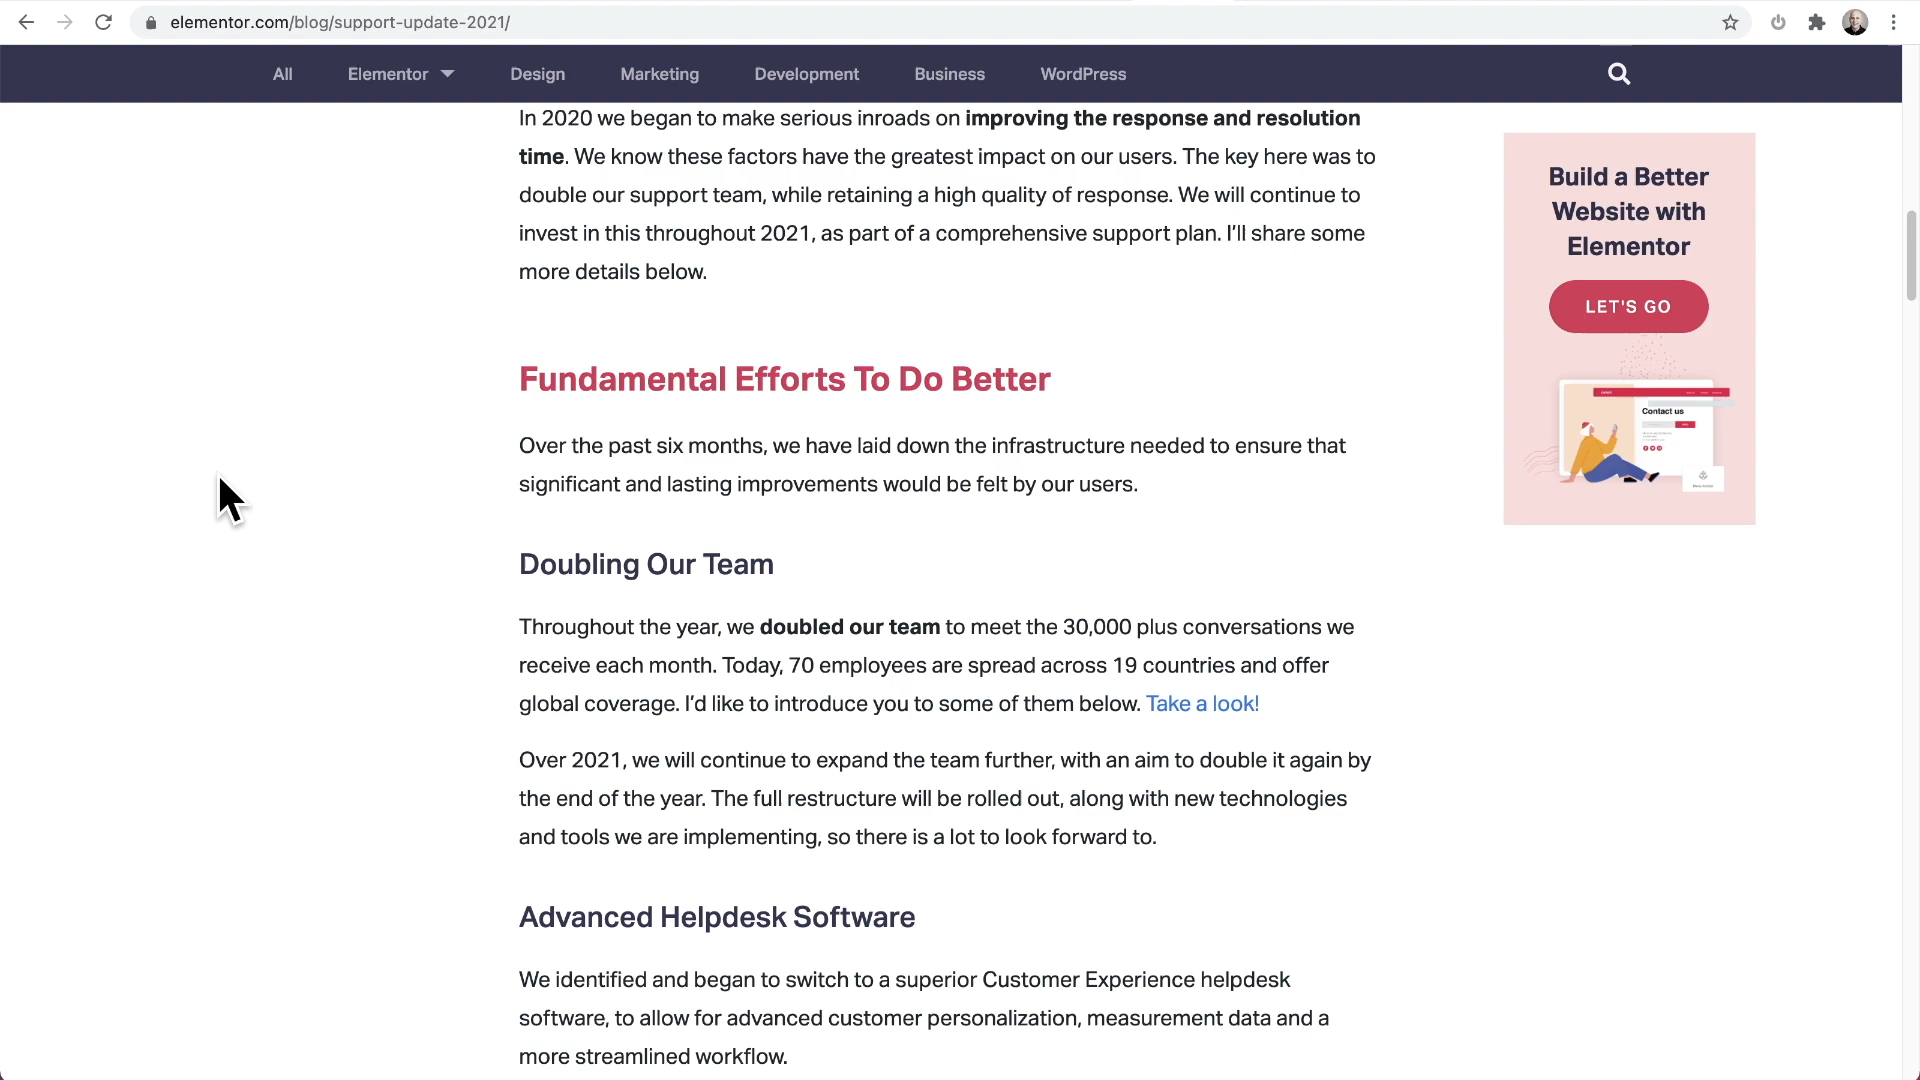 elementor.com/blog/support-update-2021/
All Elementor Design Marketing Development Business WordPress
In 2020 we began to make serious inroads on improving the response and resolution
time. We know these factors have the greatest impact on our users. The key here was to
double our support team, while retaining a high quality of response. We will continue to
invest in this throughout 2021, as part of a comprehensive support plan. I’ll share some
more details below.
Fundamental Efforts To Do Better
Over the past six months, we have laid down the infrastructure needed to ensure that
significant and lasting improvements would be felt by our users.
Doubling Our Team
Throughout the year, we doubled our team to meet the 30,000 plus conversations we
receive each month. Today, 70 employees are spread across 19 countries and offer
global coverage. I’d like to introduce you to some of them below. Take a look!
Over 2021, we will continue to expand the team further, with an aim to double it again by
the end of the year. The full restructure will be rolled out, along with new technologies
and tools we are implementing, so there is a lot to look forward to.
Advanced Helpdesk Software
We identified and began to switch to a superior Customer Experience helpdesk
software, to allow for advanced customer personalization, measurement data and a
more streamlined workflow.
Build a Better
Website with
Elementor
LET'S GO
Contact us